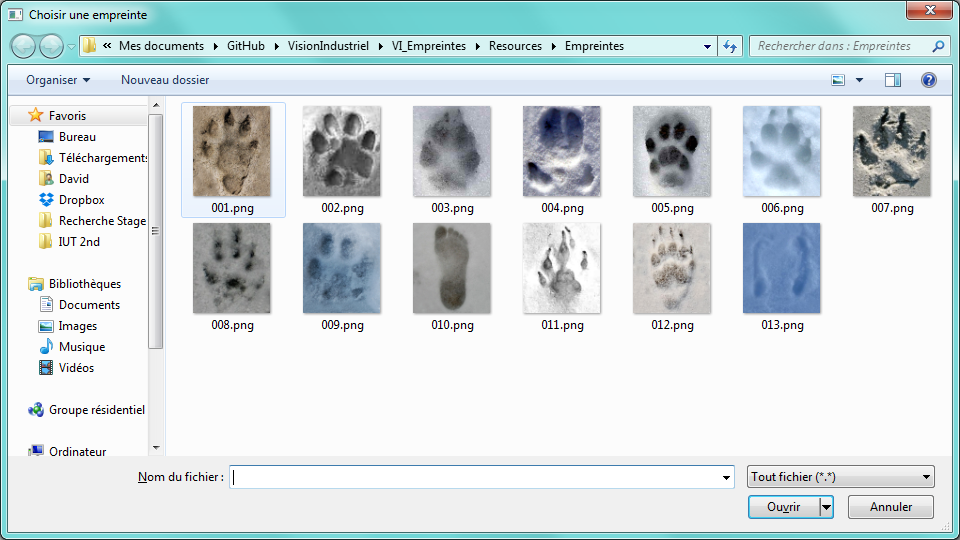 Choisir une empreinte
« Mes documents GitHub VisionIndustriel VI_Empreintes Resources Empreintes
Rechercher dans : Empreintes
Organiser Nouveau dossier
Favoris
Bureau
Téléchargements
David
Dropbox
Recherche Stage
IUT 2nd
Bibliothèques
Documents
Images
Musique
Vidéos
Groupe résidentiel
Ordinateur
001.png 002.png 003.png 004.png 005.png 006.png 007.png
008.png 009.png 010.png 011.png 012.png 013.png
Nom du fichier :
Tout fichier (*.*)
Ouvrir Annuler